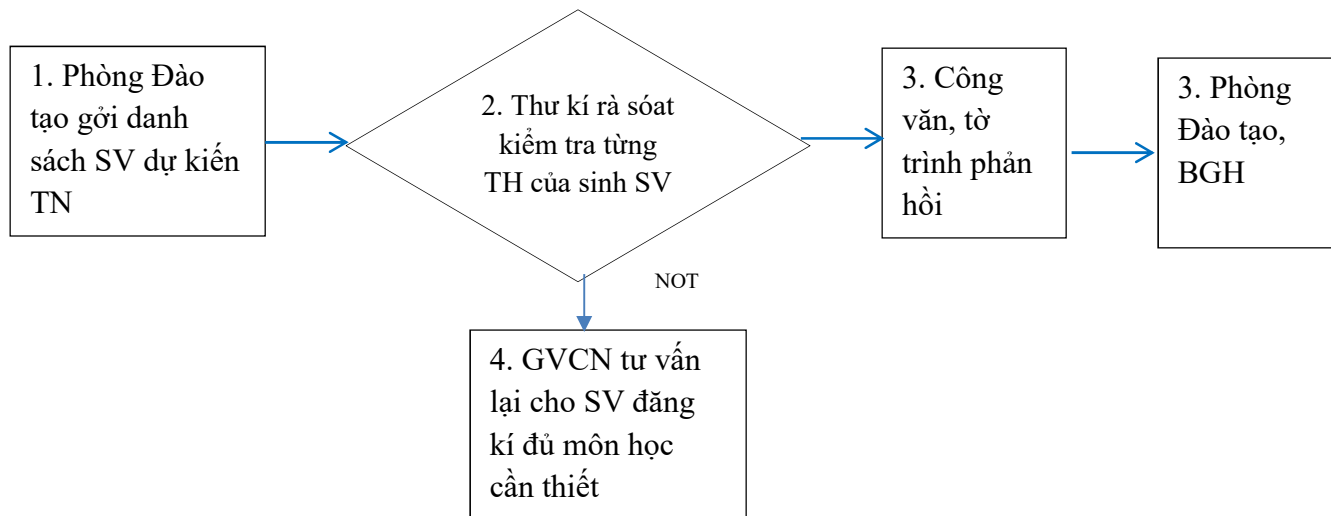 1. Phòng Đào
tạo gởi danh
sách SV dự kiến
TN
2. Thư kí rà sóat
kiểm tra từng
TH của sinh SV
3. Công
văn, tờ
trình phản
hồi
3. Phòng
Đào tạo,
BGH
NOT
4. GVCN tư vấn
lại cho SV đăng
kí đủ môn học
cần thiết